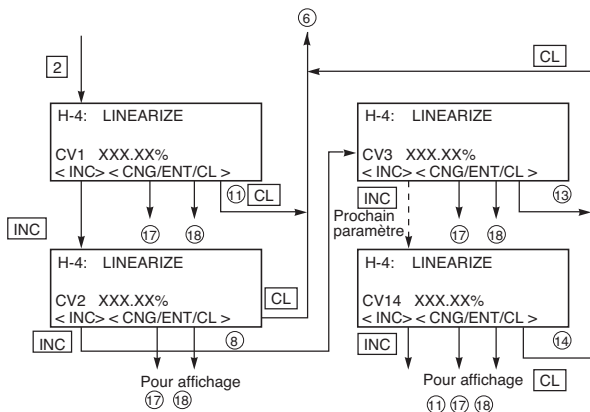 6
2
CL
H-4: LINEARIZE
CV1 XXX.XX%
< INC> < CNG/ENT/CL >
11 CL
INC
17 18
H-4: LINEARIZE
CV2 XXX.XX%
< INC> < CNG/ENT/CL >
CL
INC
8
Pour affichage
17 18
H-4: LINEARIZE
CV3 XXX.XX%
< INC> < CNG/ENT/CL >
INC
13
Prochain
paramètre
17 18
H-4: LINEARIZE
CV14 XXX.XX%
< INC> < CNG/ENT/CL >
INC
14
Pour affichage
CL
11 17 18